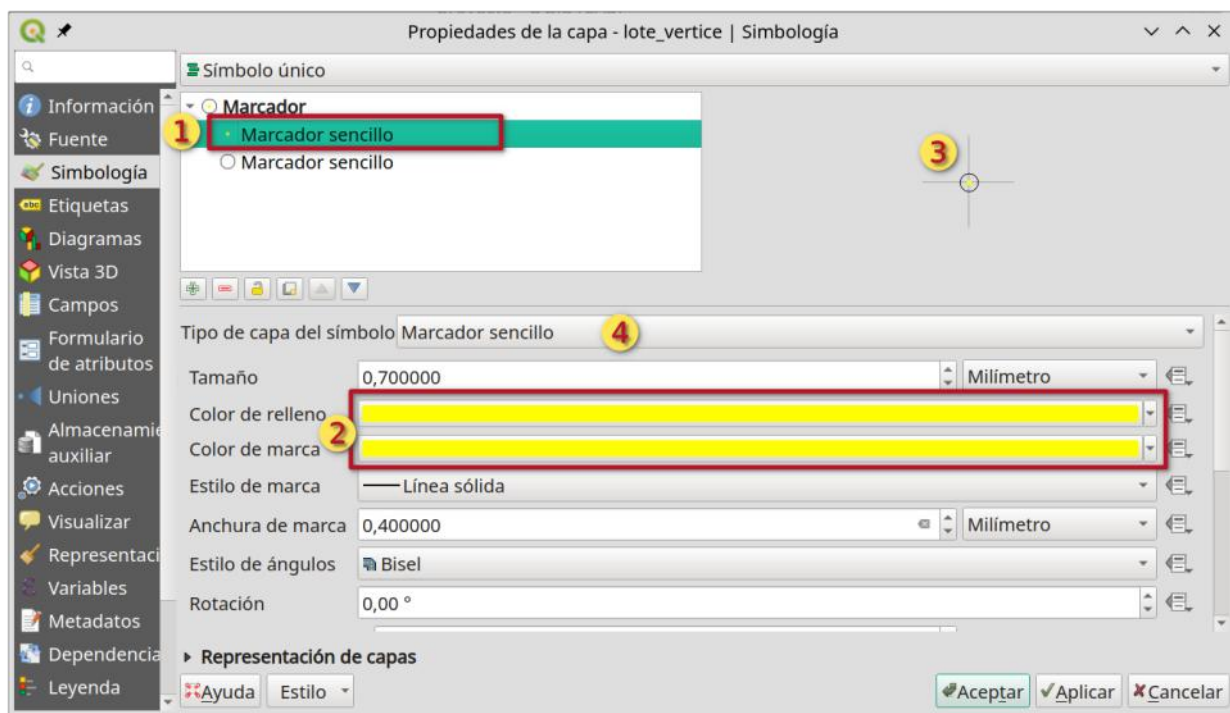 Propiedades de la capa - lote_vertice | Simbología
Símbolo único
Información
Fuente
Simbología
Etiquetas
Diagramas
Vista 3D
Campos
Formulario
de atributos
Uniones
Almacenamie
auxiliar
Acciones
Visualizar
Representaci
Variables
Metadatos
Dependencia
Leyenda
Marcador
1
Marcador sencillo
Marcador sencillo
3
Tipo de capa del símbolo Marcador sencillo
4
Tamaño 0,700000 Milímetro
Color de relleno
2
Color de marca
Estilo de marca Línea sólida
Anchura de marca 0,400000 Milímetro
Estilo de ángulos Bisel
Rotación 0,00 °
Representación de capas
Ayuda Estilo Aceptar Aplicar Cancelar